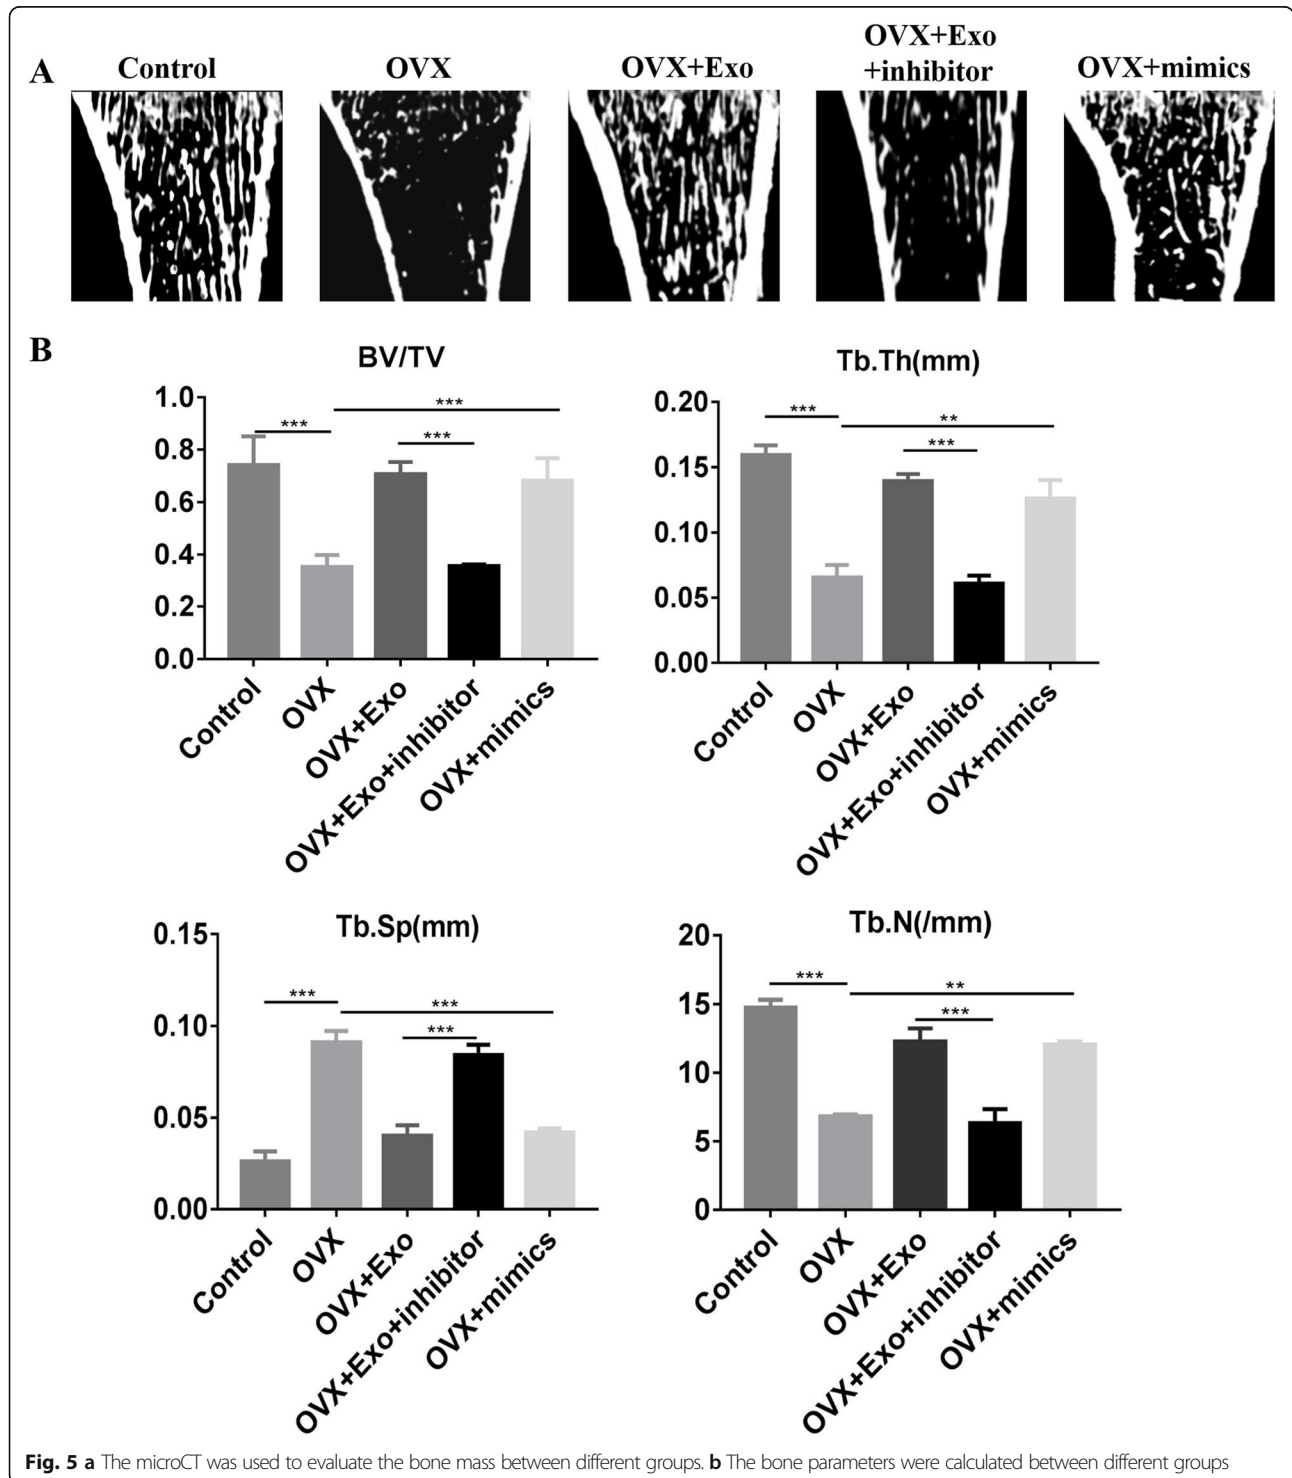 A
Control
OVX
OVX+Exo
OVX+Exo
+inhibitor
OVX+mimics
B
BV/TV
1.0
0.8
0.6
0.4
0.2
0.0
***
***
***
Control
OVX
OVX+Exo
OVX+Exo+inhibitor
OVX+mimics
Tb.Th(mm)
0.20
0.15
0.10
0.05
0.00
***
**
***
Control
OVX
OVX+Exo
OVX+Exo+inhibitor
OVX+mimics
Tb.Sp(mm)
0.15
0.10
0.05
0.00
***
***
***
Control
OVX
OVX+Exo
OVX+Exo+inhibitor
OVX+mimics
Tb.N(/mm)
20
15
10
5
0
***
**
***
Control
OVX
OVX+Exo
OVX+Exo+inhibitor
OVX+mimics
Fig. 5 a The microCT was used to evaluate the bone mass between different groups. b The bone parameters were calculated between different groups